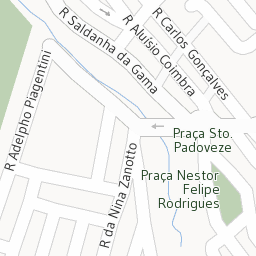 R Saldanha da Gama
R Aluísio Coimbra
R Carlos Gonçalves
R Adelpho Piagentini
R da Nina Zanotto
Praça Sto.
Padoveze
Praça Nestor
Felipe
Rodrigues